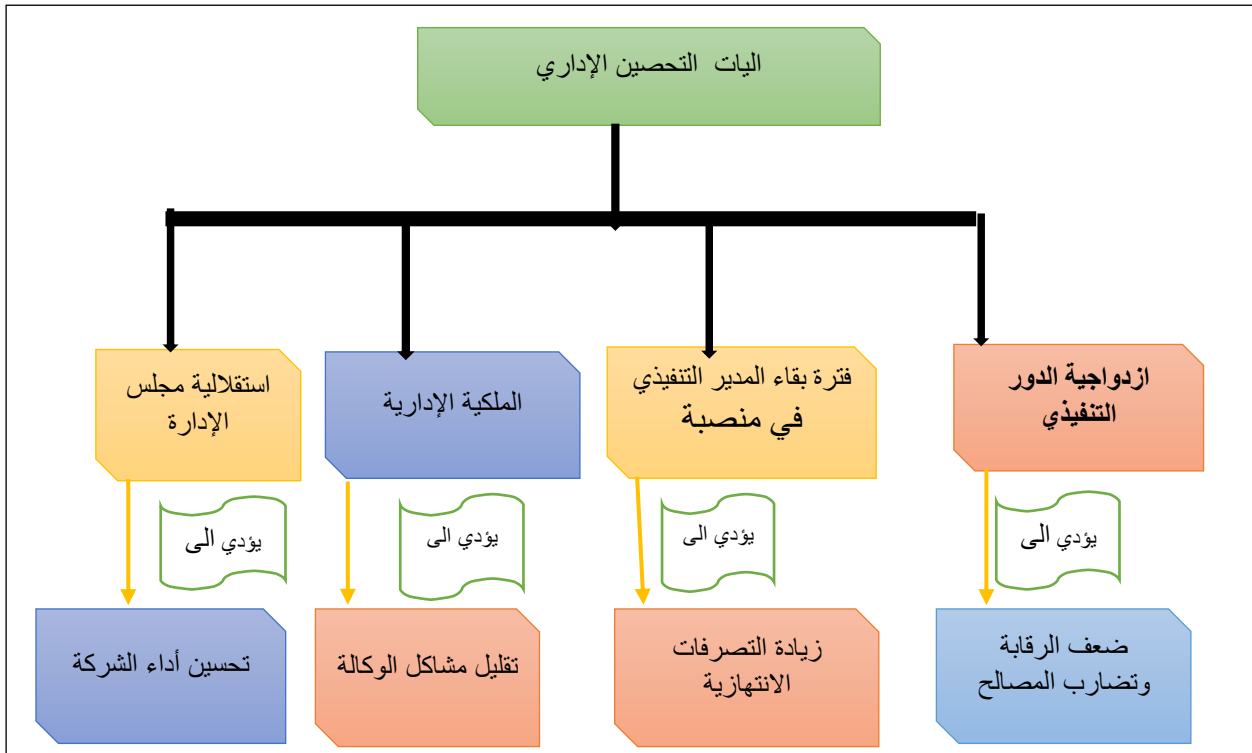 اليات التحصين الإداري
ازدواجية الدور
التنفيذي
فترة بقاء المدير التنفيذي
في منصبة
الملكية الإدارية
استقلالية مجلس
الإدارة
يؤدي الى
يؤدي الى
يؤدي الى
يؤدي الى
ضعف الرقابة
وتضارب المصالح
زيادة التصرفات
الانتهازية
تقليل مشاكل الوكالة
تحسين أداء الشركة